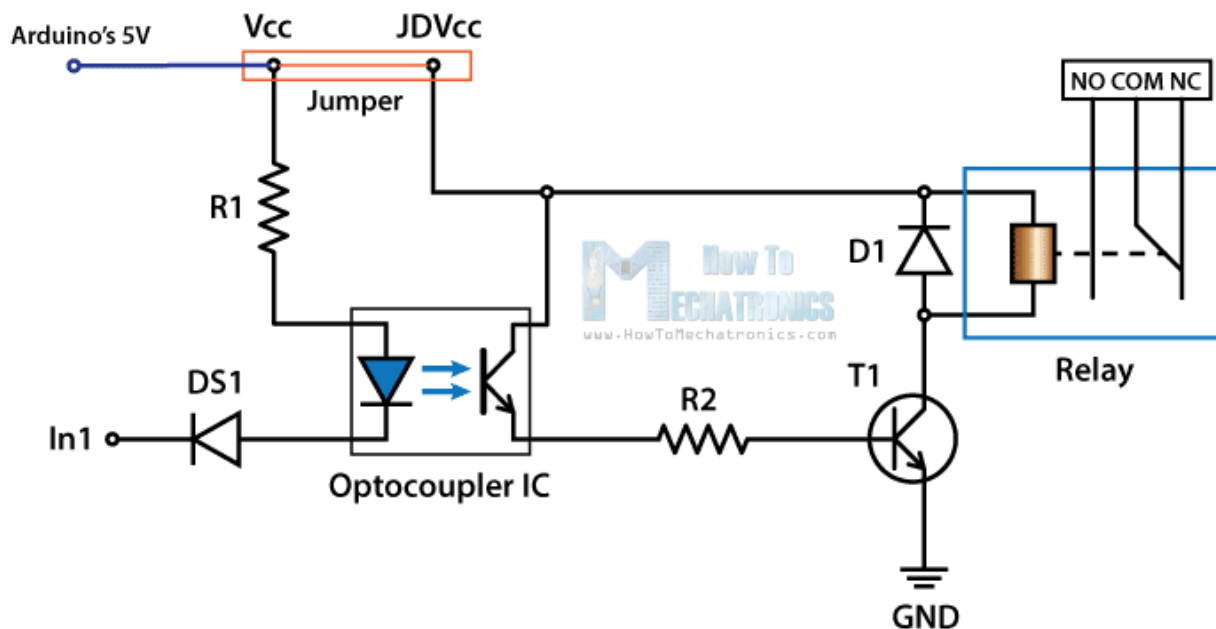 Arduino's 5V
Vcc
JDVcc
Jumper
NO COM NC
R1
D1
How To
MECHATRONICS
www.HowToMechatronics.com
Relay
DS1
T1
R2
In1
Optocoupler IC
GND